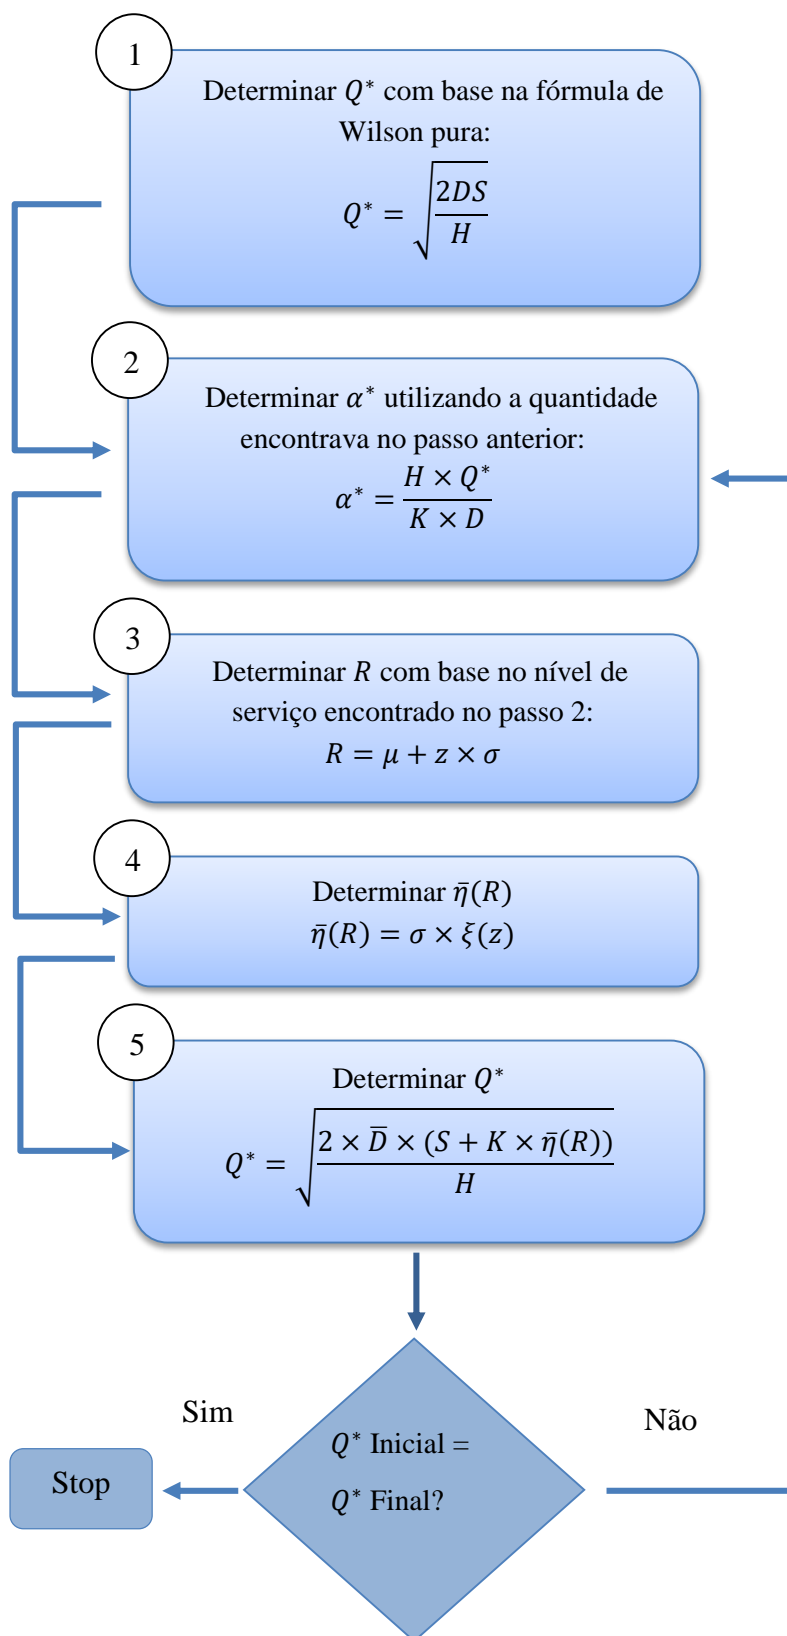 1
Determinar Q* com base na fórmula de
Wilson pura:
Q* = √(2DS / H)
2
Determinar α* utilizando a quantidade
encontrava no passo anterior:
α* = (H × Q*) / (K × D)
3
Determinar R com base no nível de
serviço encontrado no passo 2:
R = μ + z × σ
4
Determinar η̄(R)
η̄(R) = σ × ξ(z)
5
Determinar Q*
Q* = √(2 × D̄ × (S + K × η̄(R)) / H)
Sim
Não
Q* Inicial =
Q* Final?
Stop